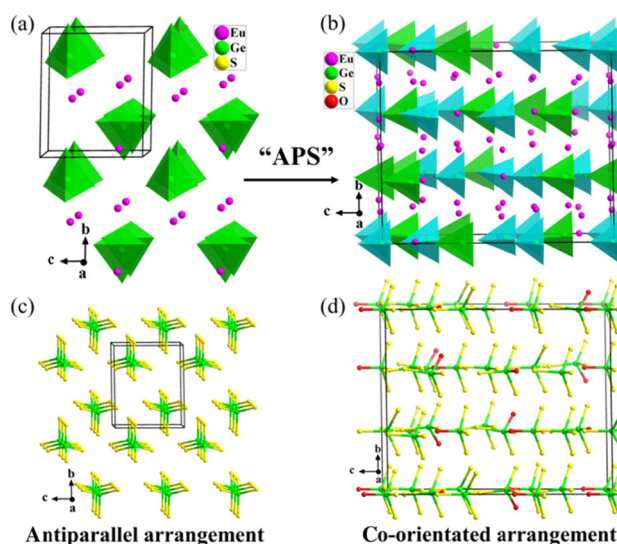 (a)
Eu
Ge
S
b
c
a
"APS"
(b)
Eu
Ge
S
O
b
c
a
(c)
b
c
a
Antiparallel arrangement
(d)
b
c
a
Co-orientated arrangement